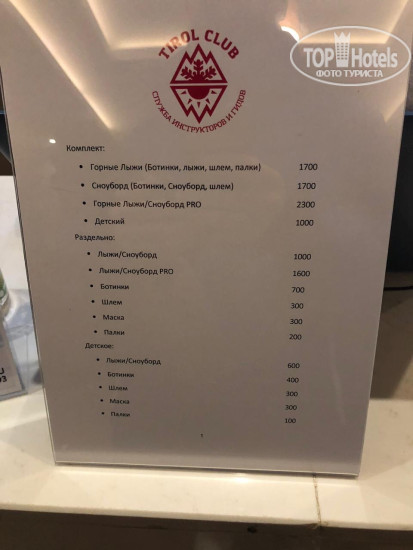 TopHotels
ФОТО ТУРИСТА
TIROL CLUB
СЛУЖБА ИНСТРУКТОРОВ И ГИДОВ
Комплект:
• Горные Лыжи (Ботинки, лыжи, шлем, палки) 1700
• Сноуборд (Ботинки, Сноуборд, шлем) 1700
• Горные Лыжи/Сноуборд PRO 2300
• Детский 1000
Раздельно:
• Лыжи/Сноуборд 1000
• Лыжи/Сноуборд PRO 1600
• Ботинки 700
• Шлем 300
• Маска 300
• Палки 200
Детское:
• Лыжи/Сноуборд 600
• Ботинки 400
• Шлем 300
• Маска 300
• Палки 100